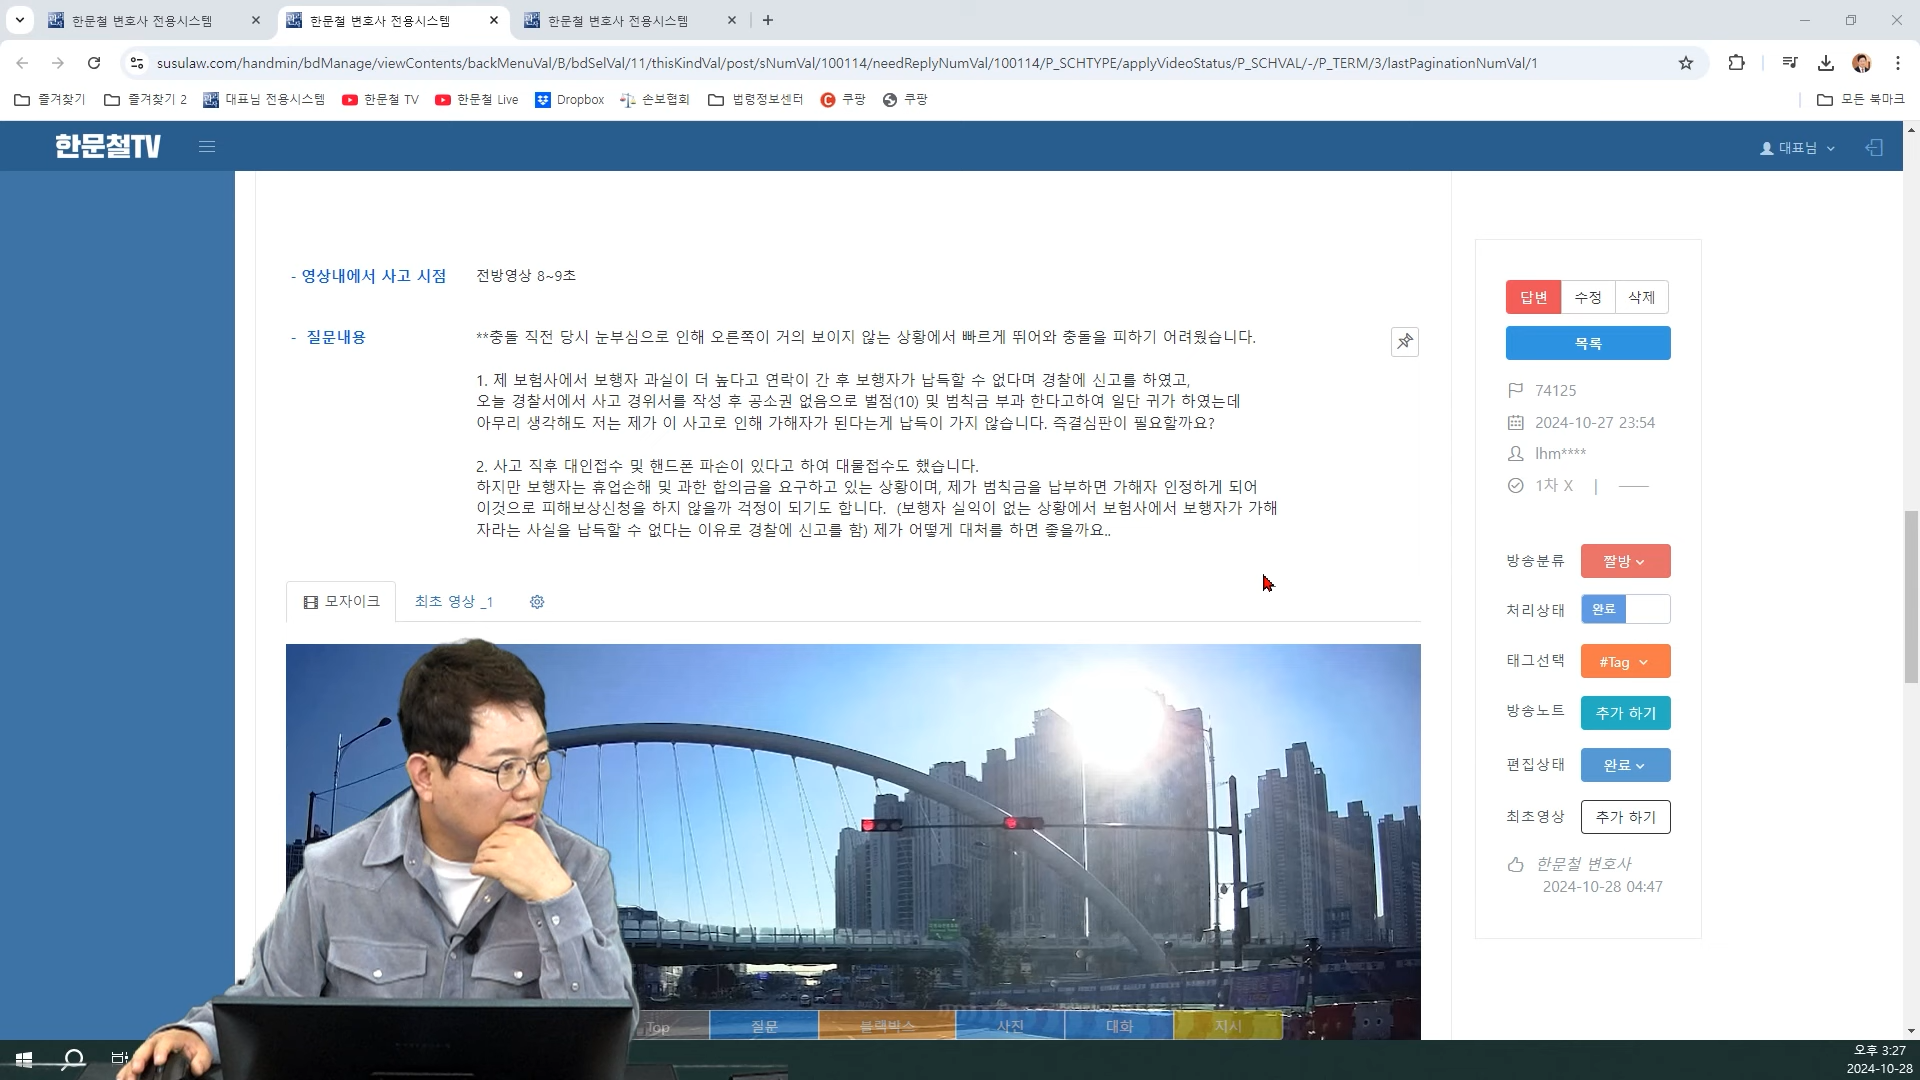 한문철 변호사 전용시스템
한문철 변호사 전용시스템
한문철 변호사 전용시스템
susulaw.com/handmin/bdManage/viewContents/backMenuVal/B/bdSelVal/11/thisKindVal/post/sNumVal/100114/needReplyNumVal/100114/P_SCHTYPE/applyVideoStatus/P_SCHVAL/-/P_TERM/3/lastPaginationNumVal/1
즐겨찾기 즐겨찾기 2 대표님 전용시스템 한문철 TV 한문철 Live Dropbox 손보협회 법령정보센터 쿠팡 쿠팡 모든 북마크
한문철TV 대표님
- 영상내에서 사고 시점 전방영상 8~9초
- 질문내용 **충돌 직전 당시 눈부심으로 인해 오른쪽이 거의 보이지 않는 상황에서 빠르게 뛰어와 충돌을 피하기 어려웠습니다.
1. 제 보험사에서 보행자 과실이 더 높다고 연락이 간 후 보행자가 납득할 수 없다며 경찰에 신고를 하였고,
오늘 경찰서에서 사고 경위서를 작성 후 공소권 없음으로 벌점(10) 및 범칙금 부과 한다고하여 일단 귀가 하였는데
아무리 생각해도 저는 제가 이 사고로 인해 가해자가 된다는게 납득이 가지 않습니다. 즉결심판이 필요할까요?
2. 사고 직후 대인접수 및 핸드폰 파손이 있다고 하여 대물접수도 했습니다.
하지만 보행자는 휴업손해 및 과한 합의금을 요구하고 있는 상황이며, 제가 범칙금을 납부하면 가해자 인정하게 되어
이것으로 피해보상신청을 하지 않을까 걱정이 되기도 합니다. (보행자 실익이 없는 상황에서 보험사에서 보행자가 가해
자라는 사실을 납득할 수 없다는 이유로 경찰에 신고를 함) 제가 어떻게 대처를 하면 좋을까요..
모자이크 최초 영상 _1
Top 질문 블랙박스 사진 대화 지시
답변 수정 삭제
목록
74125
2024-10-27 23:54
lhm****
1차 X |
방송분류 짤방
처리상태 완료
태그선택 #Tag
방송노트 추가 하기
편집상태 완료
최초영상 추가 하기
한문철 변호사
2024-10-28 04:47
오후 3:27
2024-10-28